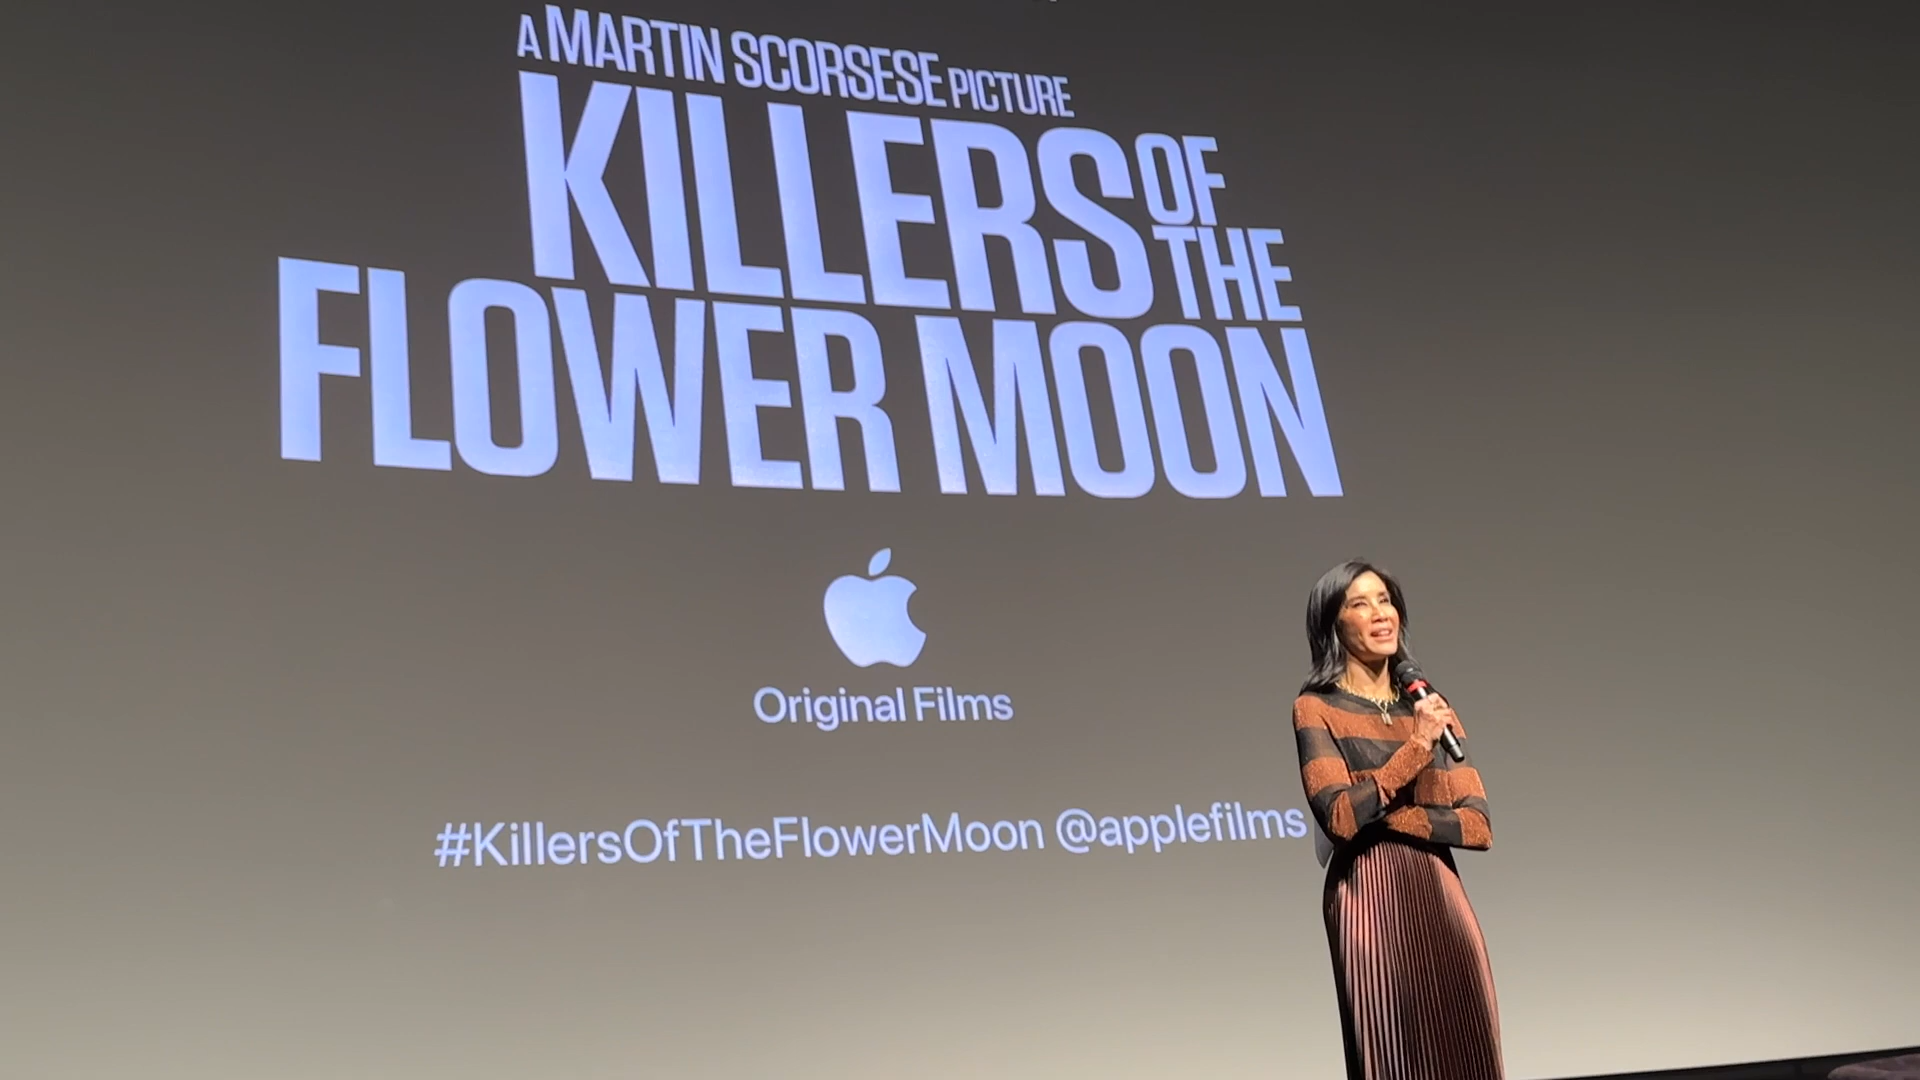 A MARTIN SCORSESE PICTURE
KILLERS OF THE
FLOWER MOON
Original Films
#KillersOfTheFlowerMoon @applefilms